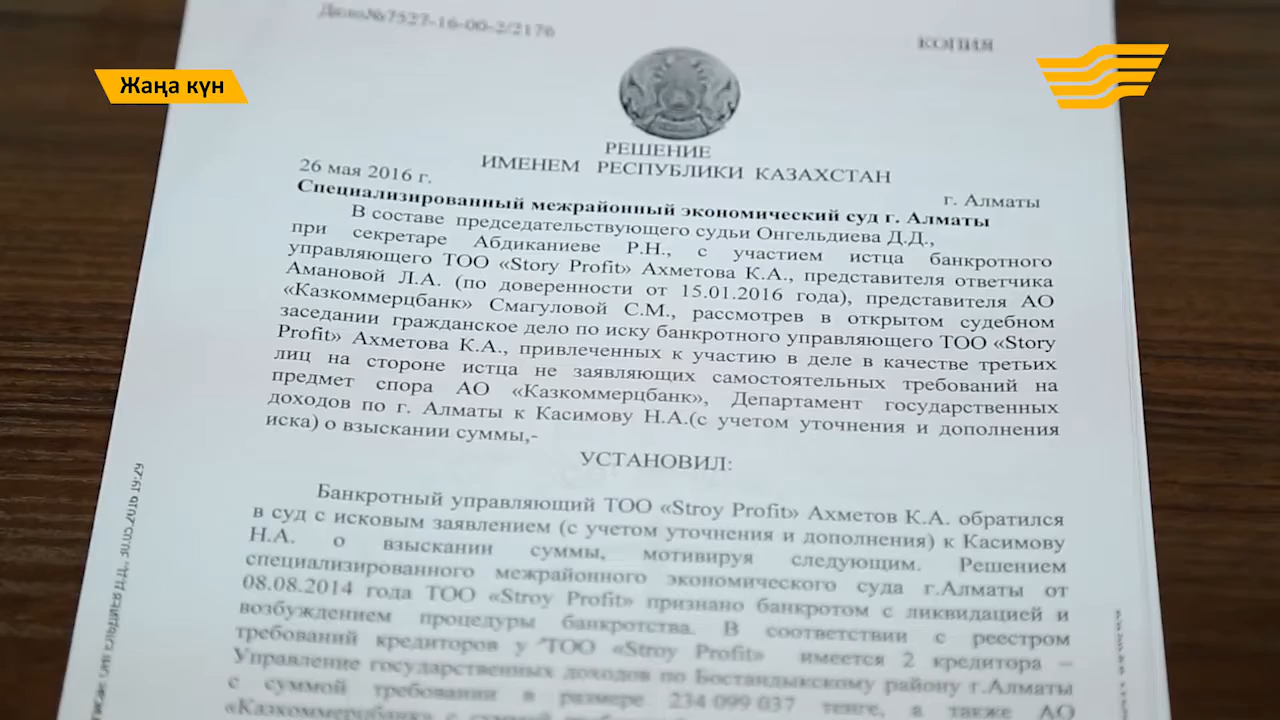 Дело№7527-16-00-2/2176
КОПИЯ
Жаңа күн
РЕШЕНИЕ
ИМЕНЕМ РЕСПУБЛИКИ КАЗАХСТАН
26 мая 2016 г.
г. Алматы
Специализированный межрайонный экономический суд г. Алматы
В составе председательствующего судьи Онгельдиева Д.Д.,
при секретаре Абдиканиеве Р.Н., с участием истца банкротного
управляющего ТОО «Story Profit» Ахметова К.А., представителя ответчика
Амановой Л.А. (по доверенности от 15.01.2016 года), представителя АО
«Казкоммерцбанк» Смагуловой С.М., рассмотрев в открытом судебном
заседании гражданское дело по иску банкротного управляющего ТОО «Story
Profit» Ахметова К.А., привлеченных к участию в деле в качестве третьих
лиц на стороне истца не заявляющих самостоятельных требований на
предмет спора АО «Казкоммерцбанк», Департамент государственных
доходов по г. Алматы к Касимову Н.А.(с учетом уточнения и дополнения
иска) о взыскании суммы,-
УСТАНОВИЛ:
Банкротный управляющий ТОО «Stroy Profit» Ахметов К.А. обратился
в суд с исковым заявлением (с учетом уточнения и дополнения) к Касимову
Н.А. о взыскании суммы, мотивируя следующим. Решением
специализированного межрайонного экономического суда г.Алматы от
08.08.2014 года ТОО «Stroy Profit» признано банкротом с ликвидацией и
возбуждением процедуры банкротства. В соответствии с реестром
требований кредиторов у ТОО «Stroy Profit» имеется 2 кредитора –
Управление государственных доходов по Бостандыкскому району г.Алматы
с суммой требовании в размере 234 099 037 тенге, а также АО
«Казкоммерцбанк с суммой